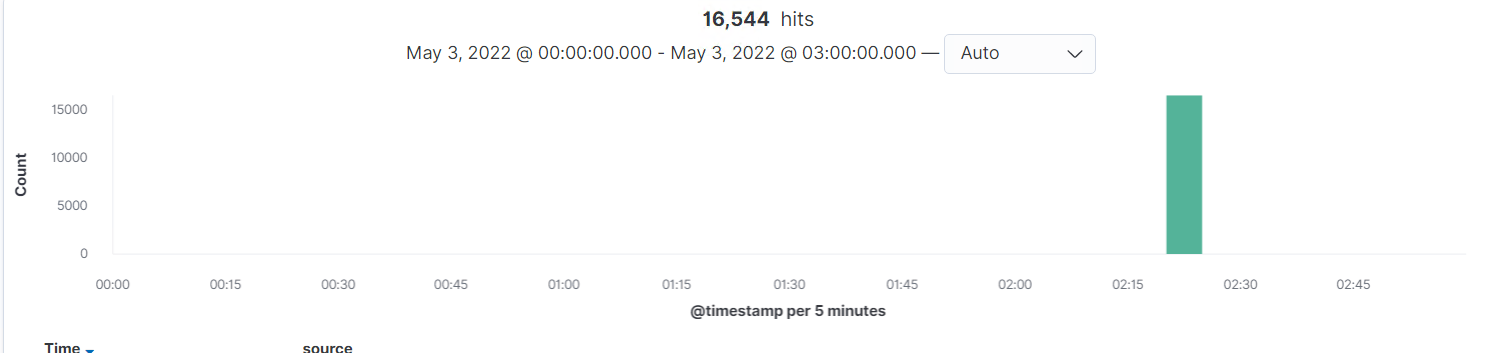 16,544 hits
May 3, 2022 @ 00:00:00.000 - May 3, 2022 @ 03:00:00.000 — Auto
Count
15000
10000
5000
0
00:00 00:15 00:30 00:45 01:00 01:15 01:30 01:45 02:00 02:15 02:30 02:45
@timestamp per 5 minutes
Time source